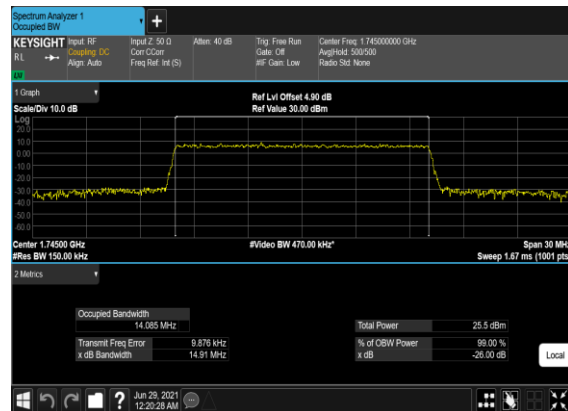 Spectrum Analyzer 1
Occupied BW
+
KEYSIGHT Input: RF Input Z: 50 Ω Atten: 40 dB Trig: Free Run Center Freq: 1.745000000 GHz
RL Coupling: DC Corr CCorr Gate: Off Avg|Hold: 500/500
Align: Auto Freq Ref: Int (S) #IF Gain: Low Radio Std: None
LW
1 Graph
Scale/Div 10.0 dB
Ref Lvl Offset 4.90 dB
Ref Value 30.00 dBm
Log
20.0
10.0
0.00
-10.0
-20.0
-30.0
-40.0
-50.0
-60.0
Center 1.74500 GHz #Video BW 470.00 kHz* Span 30 MHz
#Res BW 150.00 kHz Sweep 1.67 ms (1001 pts)
2 Metrics
Occupied Bandwidth
14.085 MHz Total Power 25.5 dBm
Transmit Freq Error 9.876 kHz % of OBW Power 99.00 %
x dB Bandwidth 14.91 MHz x dB -26.00 dB
Local
? Jun 29, 2021
12:20:28 AM